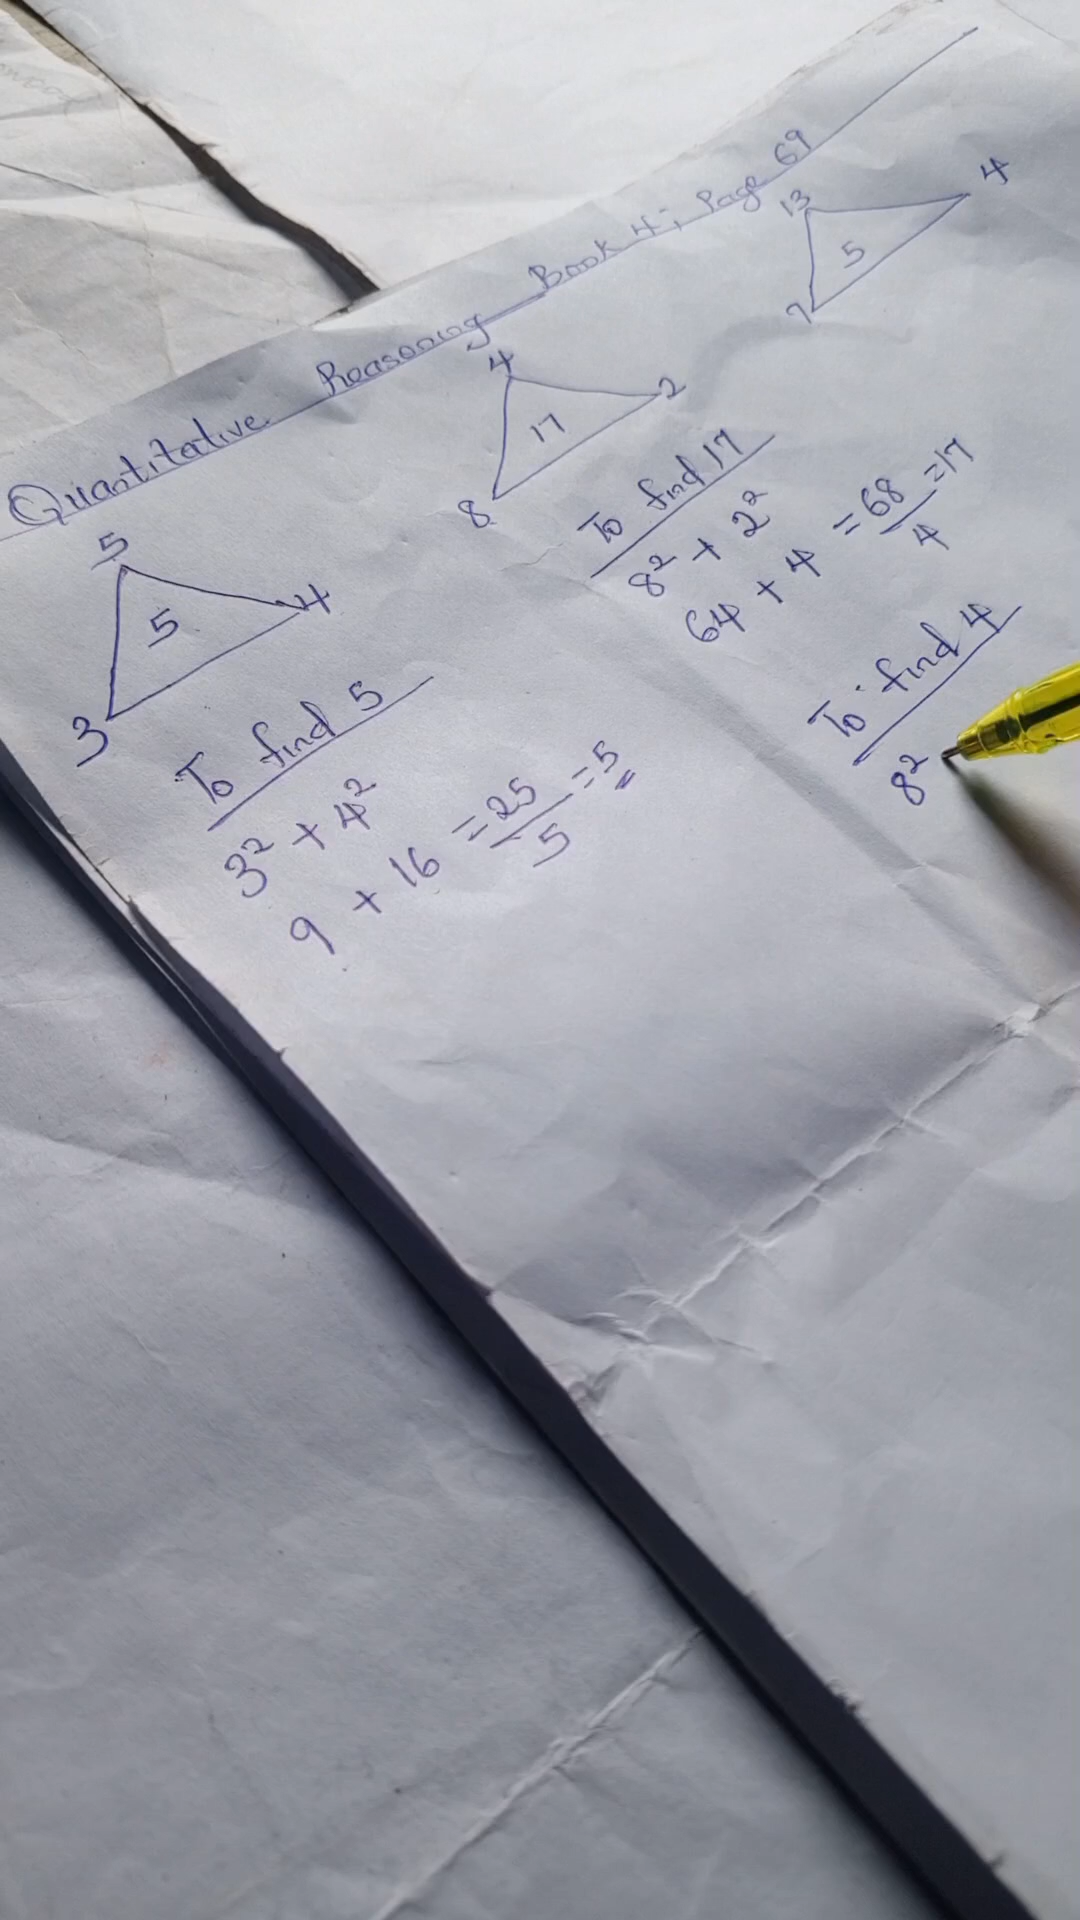 Quantitative Reasoning Book 4; Page 69
5
5
4
3
To find 5
3² + 4²
9 + 16 = 25/5 = 5
4
17
2
8
To find 17
8² + 2²
64 + 4 = 68/4 = 17
To find 4
8²
13
4
5
7